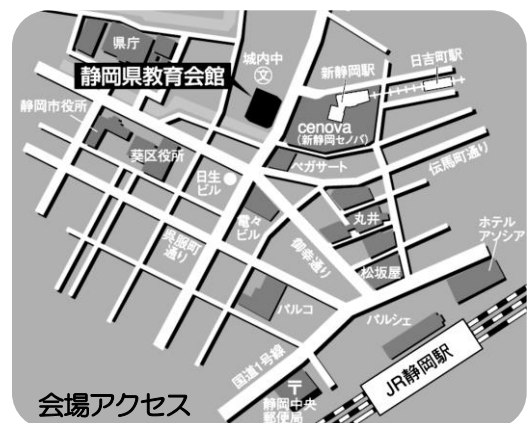 県庁
城内中
㊛
日吉町駅
新静岡駅
静岡県教育会館
cenova
(新静岡セノバ)
静岡市役所
葵区役所
ペガサート
伝馬町通り
日生
ビル
電々
ビル
丸井
ホテル
アソシア
呉服町
通り
御幸通り
松坂屋
パルコ
パルシェ
国道1号線
JR静岡駅
〒
静岡中央
郵便局
会場アクセス